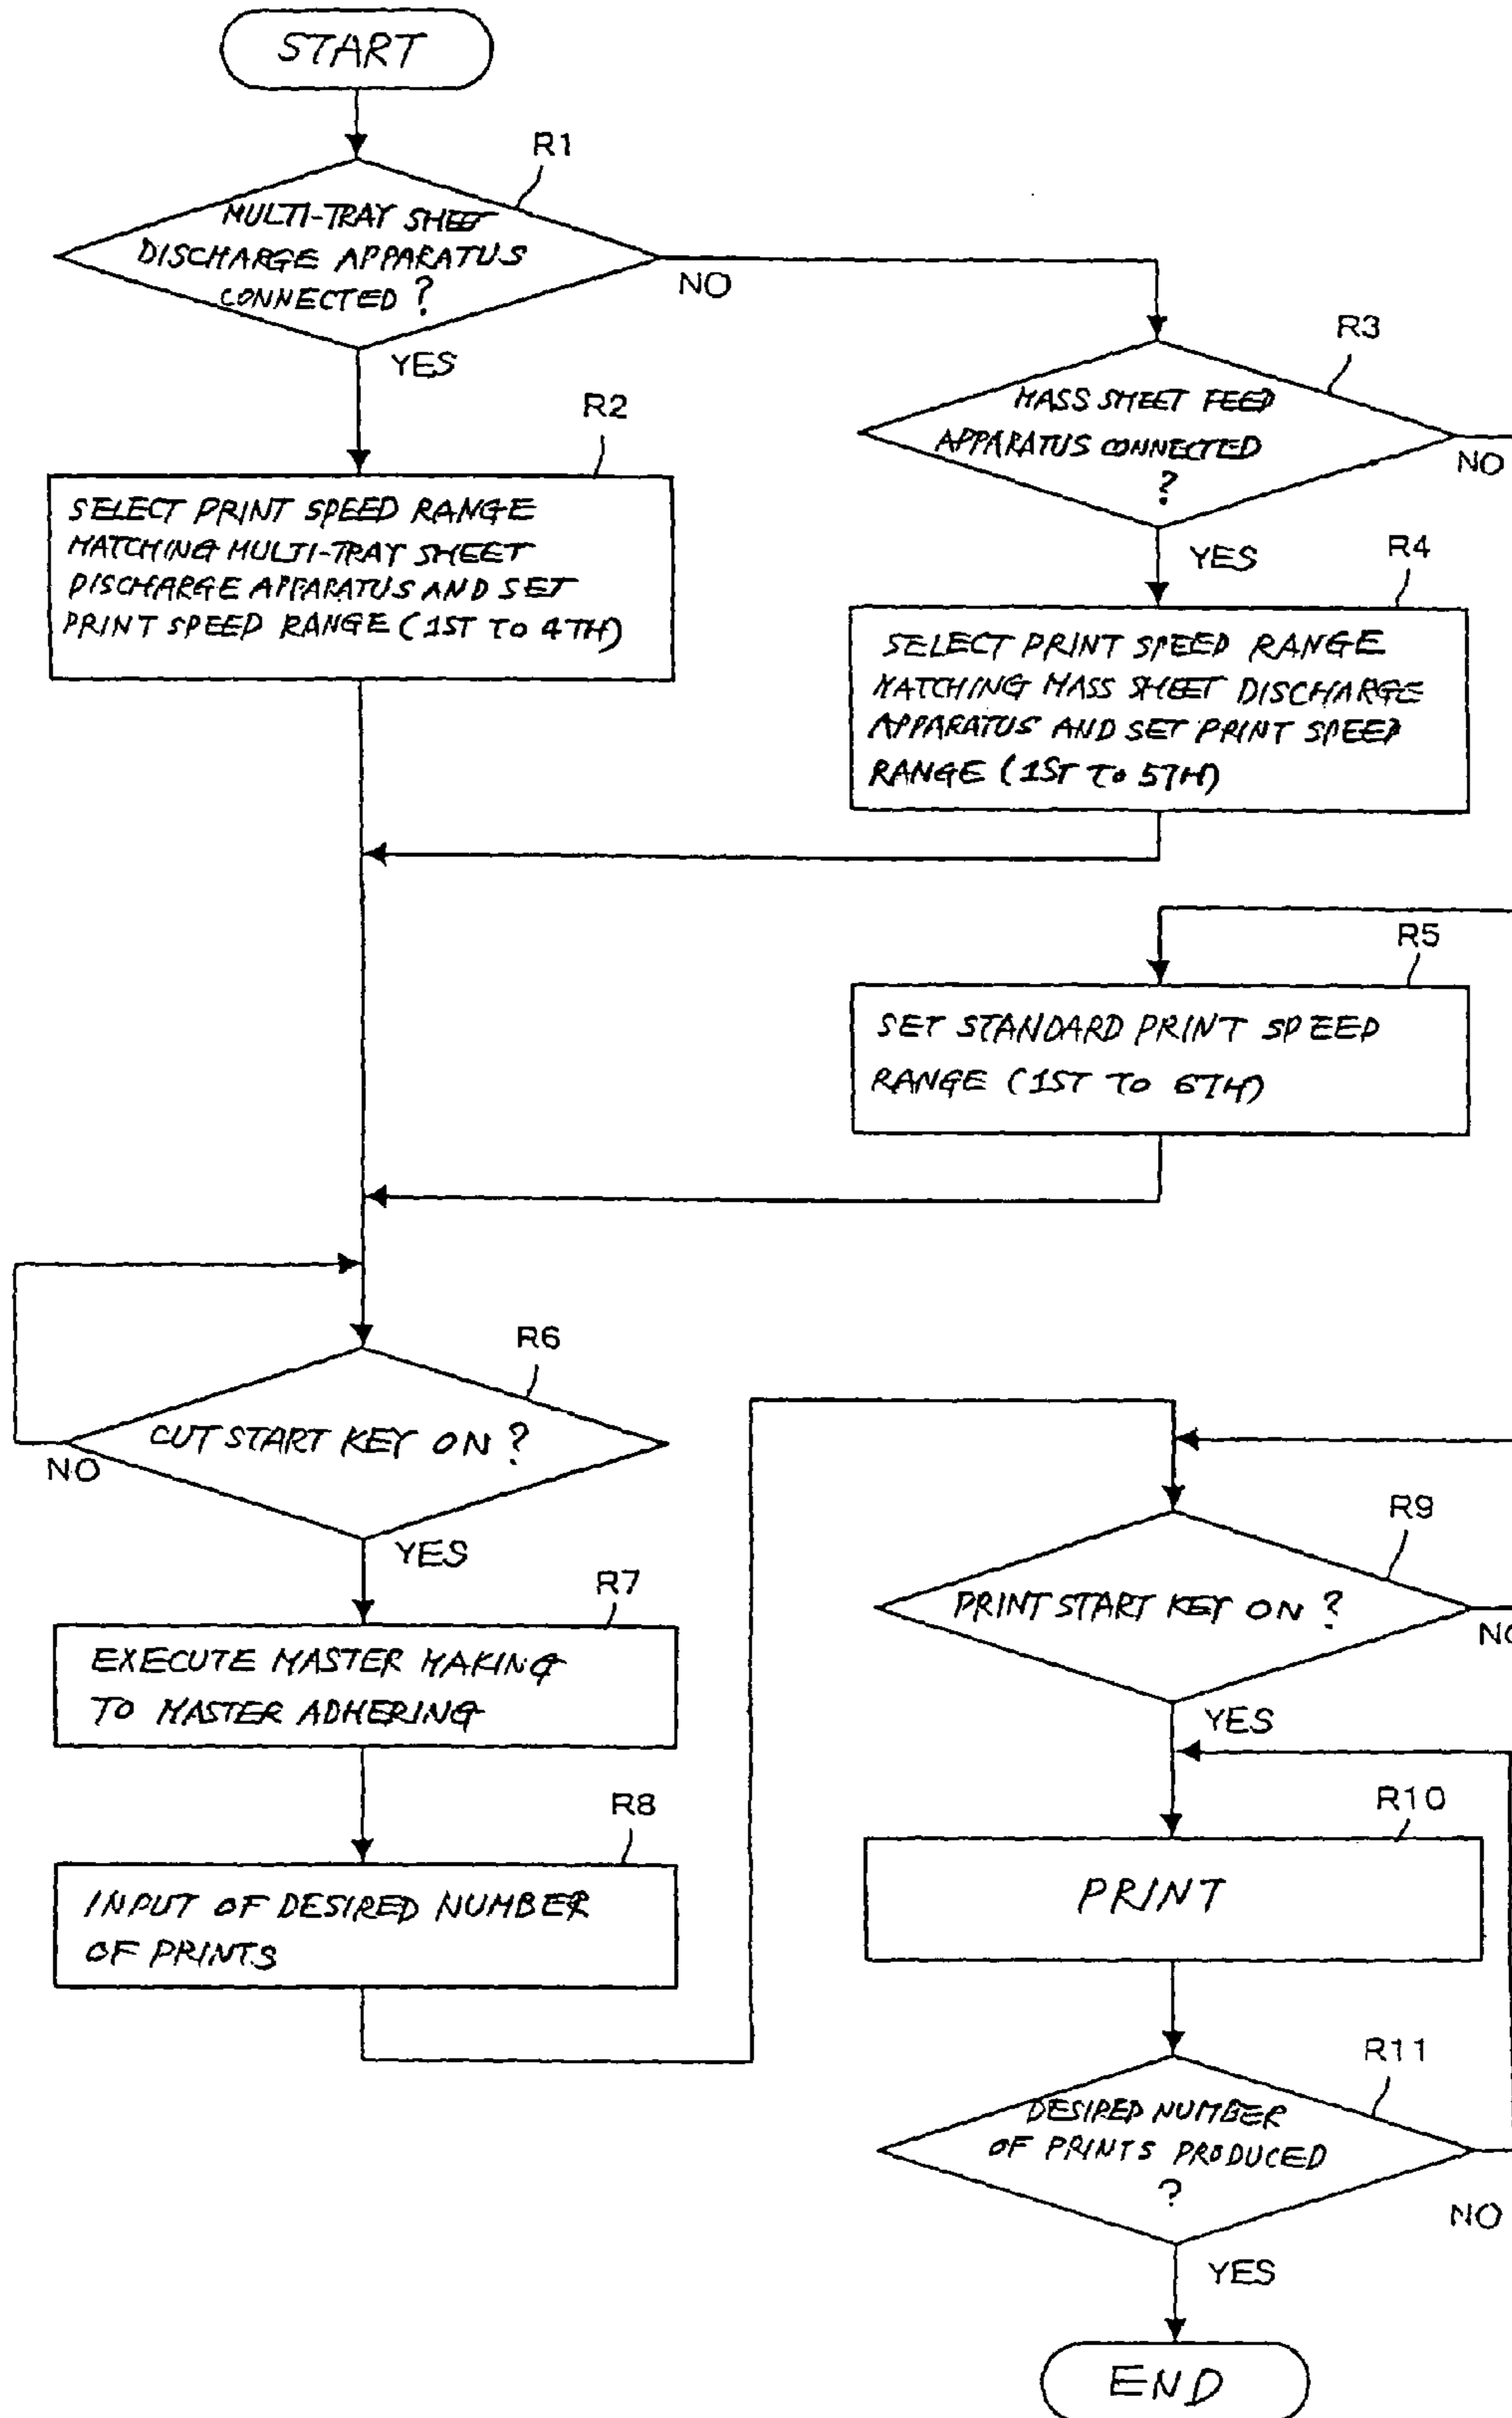 START
R1
MULTI-TRAY SHEET
DISCHARGE APPARATUS
CONNECTED ?
NO
YES
R2
SELECT PRINT SPEED RANGE
MATCHING MULTI-TRAY SHEET
DISCHARGE APPARATUS AND SET
PRINT SPEED RANGE (1ST TO 4TH)
R3
MASS SHEET FEED
APPARATUS CONNECTED
?
NO
YES
R4
SELECT PRINT SPEED RANGE
MATCHING MASS SHEET DISCHARGE
APPARATUS AND SET PRINT SPEED
RANGE (1ST TO 5TH)
R5
SET STANDARD PRINT SPEED
RANGE (1ST TO 6TH)
R6
CUT START KEY ON ?
NO
YES
R7
EXECUTE MASTER MAKING
TO MASTER ADHERING
R8
INPUT OF DESIRED NUMBER
OF PRINTS
R9
PRINT START KEY ON ?
NO
YES
R10
PRINT
R11
DESIRED NUMBER
OF PRINTS PRODUCED
?
NO
YES
END